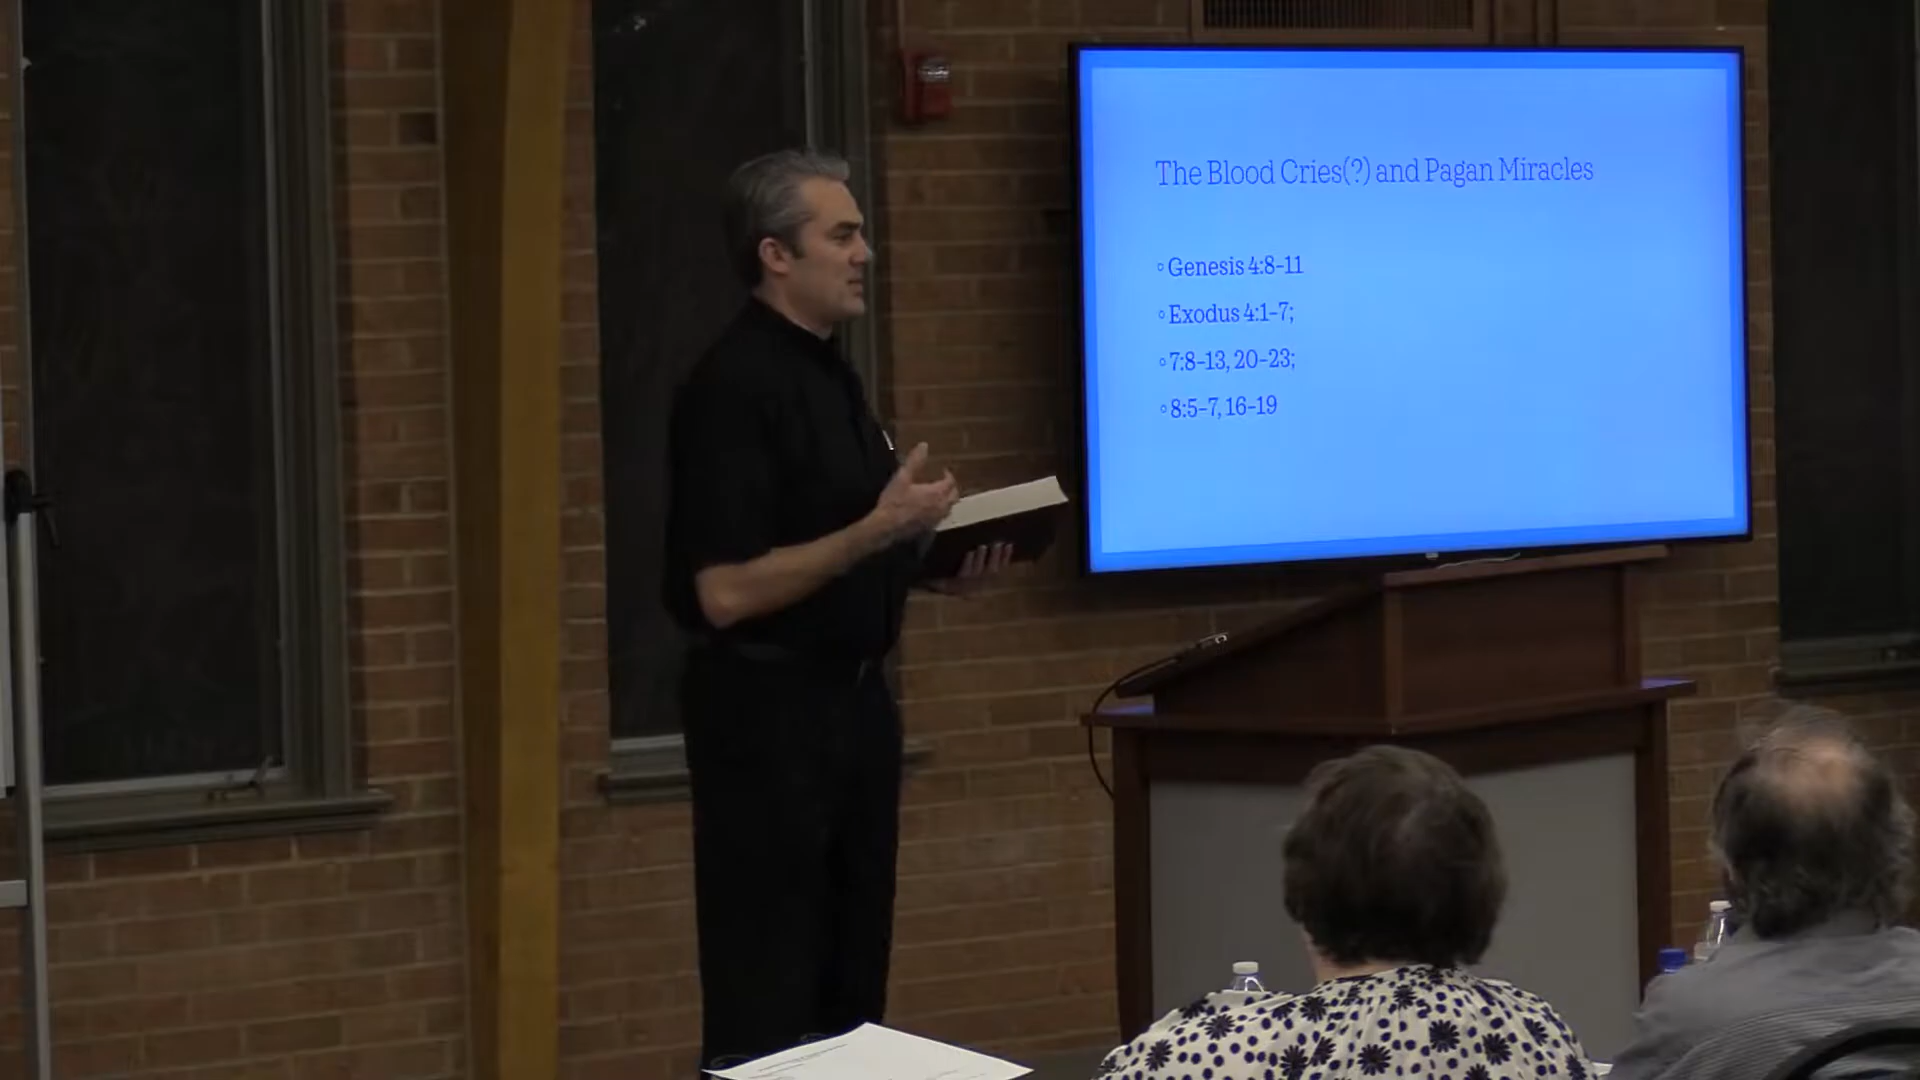 The Blood Cries(?) and Pagan Miracles
Genesis 4:8-11
Exodus 4:1-7;
7:8-13, 20-23;
8:5-7, 16-19